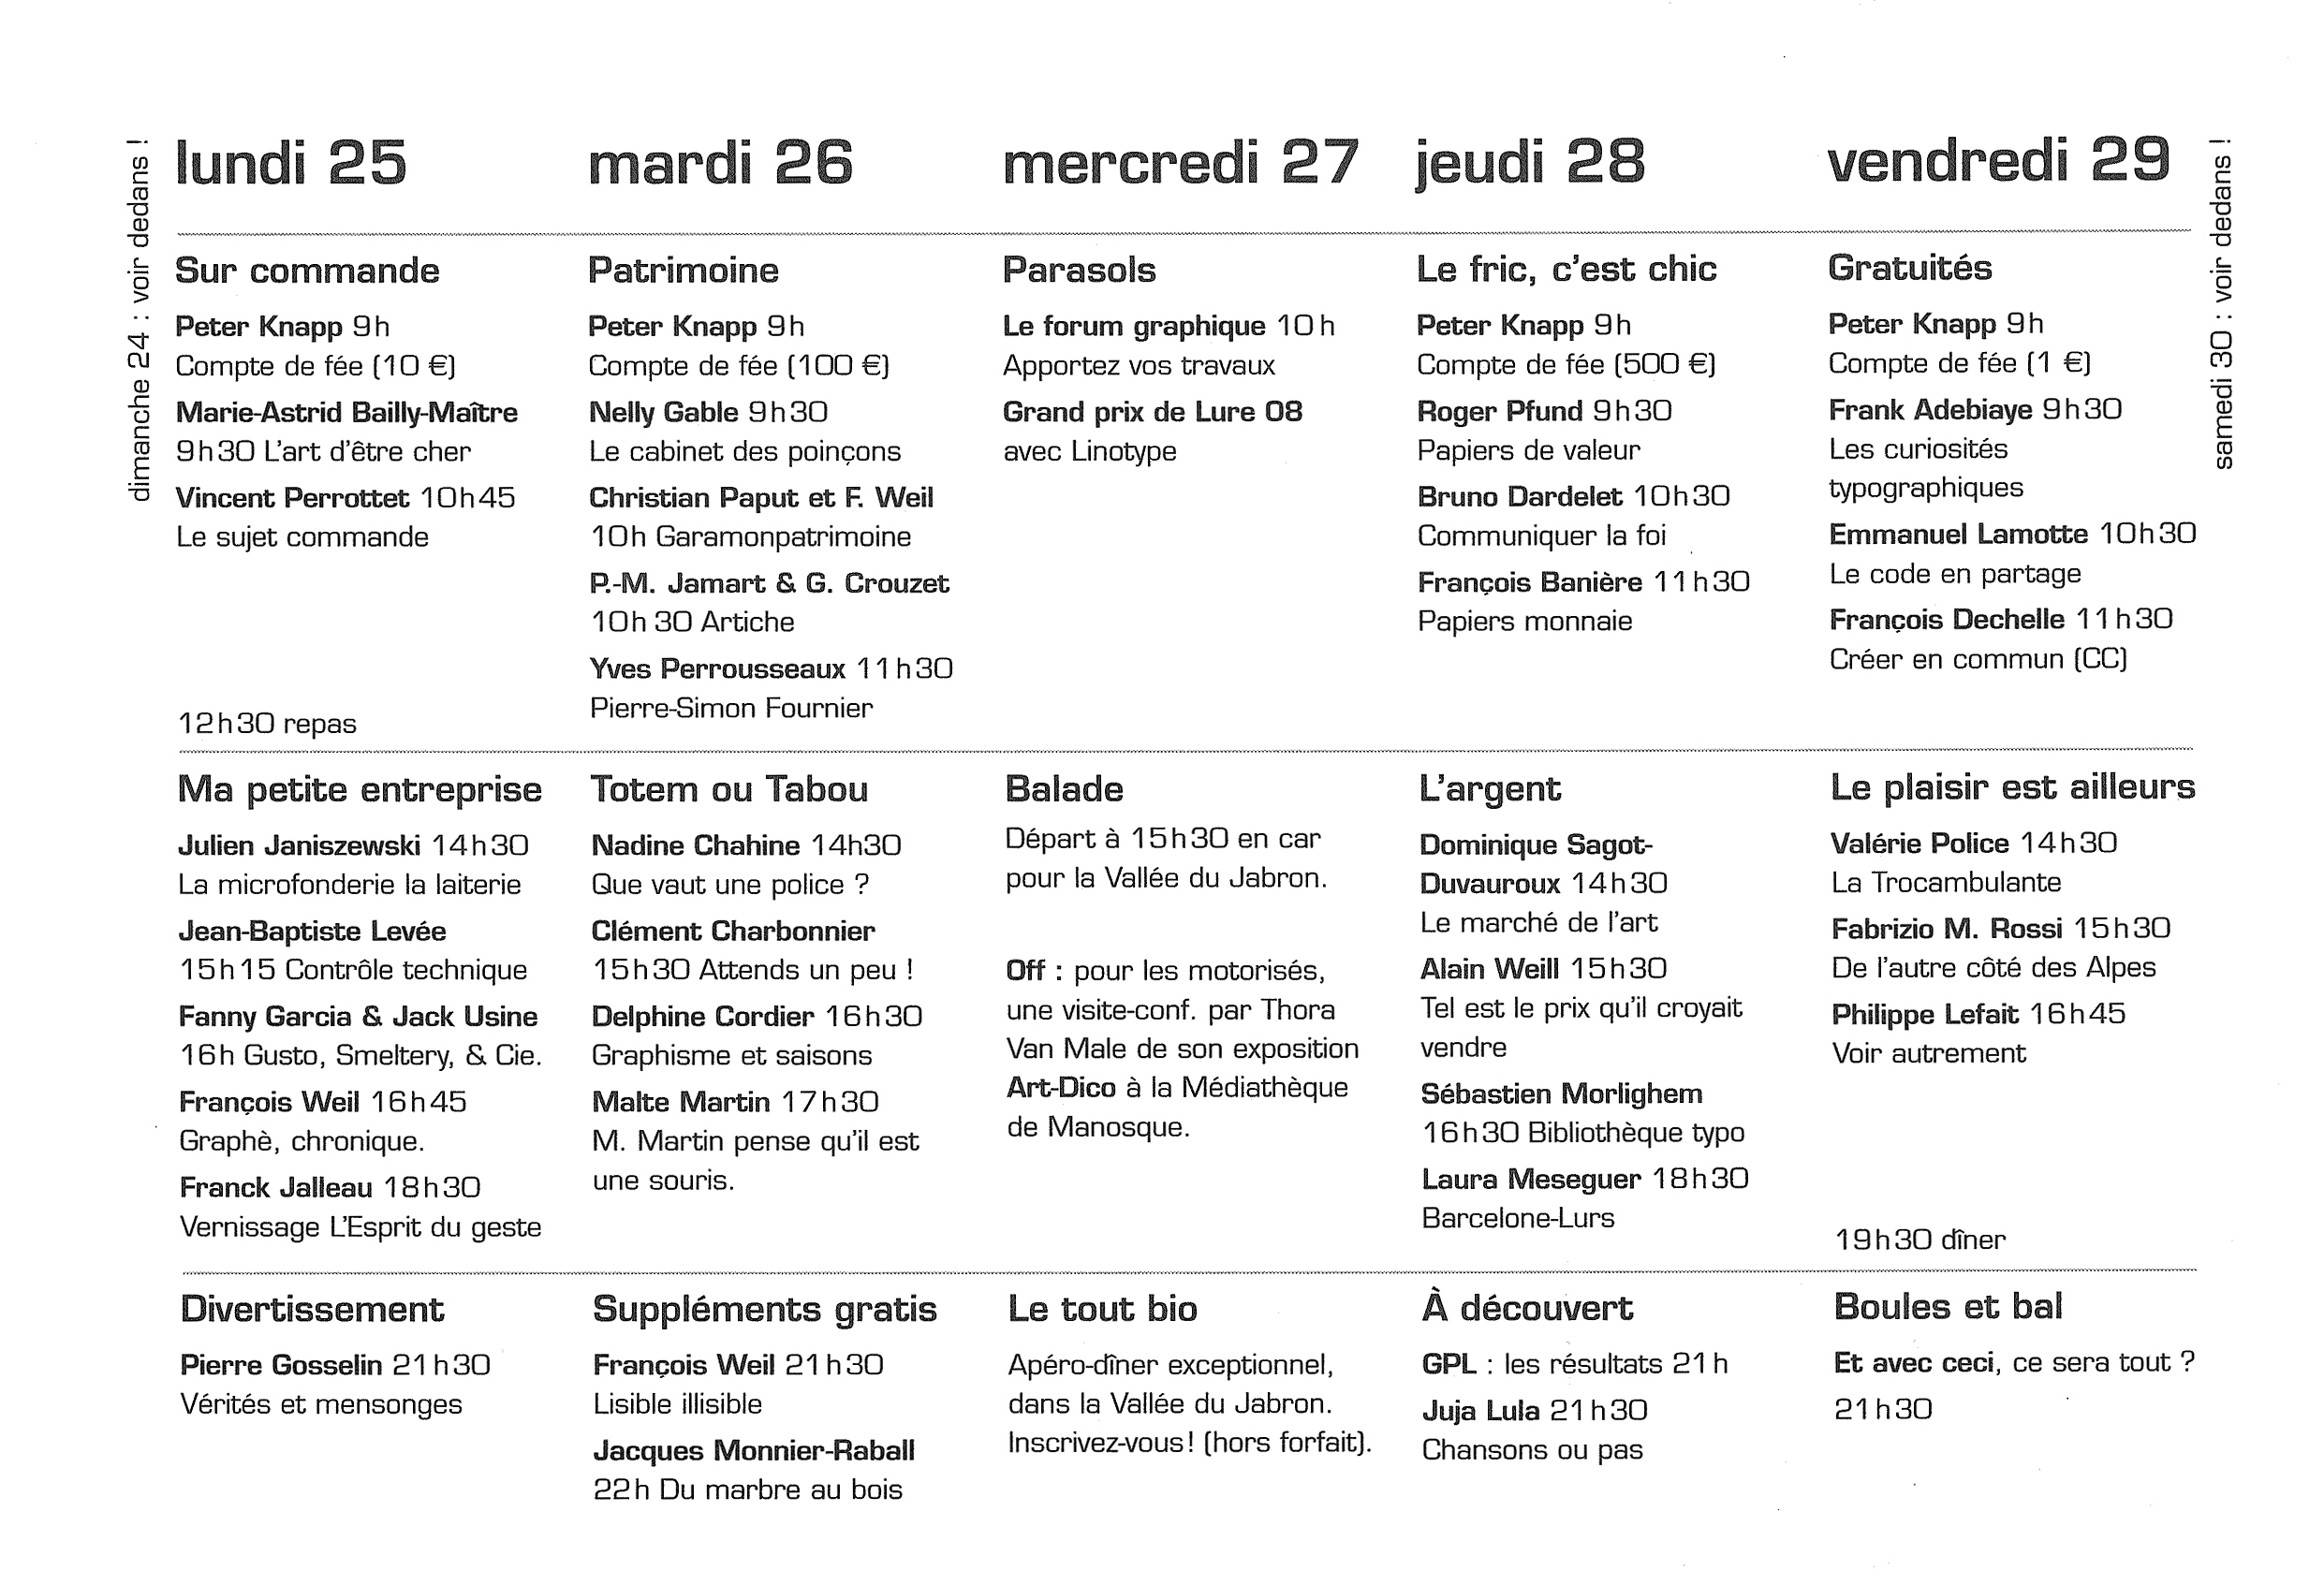 dimanche 24 : voir dedans !
lundi 25
Sur commande
Peter Knapp 9h
Compte de fée (10 €)
Marie-Astrid Bailly-Maître
9h30 L'art d'être cher
Vincent Perrottet 10h45
Le sujet commande
12h30 repas
Ma petite entreprise
Julien Janiszewski 14h30
La microfonderie la laiterie
Jean-Baptiste Levée
15h15 Contrôle technique
Fanny Garcia & Jack Usine
16h Gusto, Smeltery, & Cie.
François Weil 16h45
Graphè, chronique.
Franck Jalleau 18h30
Vernissage L'Esprit du geste
Divertissement
Pierre Gosselin 21h30
Vérités et mensonges
mardi 26
Patrimoine
Peter Knapp 9h
Compte de fée (100 €)
Nelly Gable 9h30
Le cabinet des poinçons
Christian Paput et F. Weil
10h Garamonpatrimoine
P.-M. Jamart & G. Crouzet
10h 30 Artiche
Yves Perrousseaux 11h30
Pierre-Simon Fournier
Totem ou Tabou
Nadine Chahine 14h30
Que vaut une police ?
Clément Charbonnier
15h30 Attends un peu !
Delphine Cordier 16h30
Graphisme et saisons
Malte Martin 17h30
M. Martin pense qu'il est
une souris.
Suppléments gratis
François Weil 21h30
Lisible illisible
Jacques Monnier-Raball
22h Du marbre au bois
mercredi 27
Parasols
Le forum graphique 10h
Apportez vos travaux
Grand prix de Lure 08
avec Linotype
Balade
Départ à 15h30 en car
pour la Vallée du Jabron.
Off : pour les motorisés,
une visite-conf. par Thora
Van Male de son exposition
Art-Dico à la Médiathèque
de Manosque.
Le tout bio
Apéro-dîner exceptionnel,
dans la Vallée du Jabron.
Inscrivez-vous! (hors forfait).
jeudi 28
Le fric, c'est chic
Peter Knapp 9h
Compte de fée (500 €)
Roger Pfund 9h30
Papiers de valeur
Bruno Dardelet 10h30
Communiquer la foi
François Banière 11h30
Papiers monnaie
L'argent
Dominique Sagot-
Duvauroux 14h30
Le marché de l'art
Alain Weill 15h30
Tel est le prix qu'il croyait
vendre
Sébastien Morlighem
16h30 Bibliothèque typo
Laura Meseguer 18h30
Barcelone-Lurs
À découvert
GPL : les résultats 21h
Juja Lula 21h30
Chansons ou pas
vendredi 29
Gratuités
Peter Knapp 9h
Compte de fée (1 €)
Frank Adebiaye 9h30
Les curiosités
typographiques
Emmanuel Lamotte 10h30
Le code en partage
François Dechelle 11h30
Créer en commun (CC)
Le plaisir est ailleurs
Valérie Police 14h30
La Trocambulante
Fabrizio M. Rossi 15h30
De l'autre côté des Alpes
Philippe Lefait 16h45
Voir autrement
19h30 dîner
Boules et bal
Et avec ceci, ce sera tout ?
21h30
samedi 30 : voir dedans !